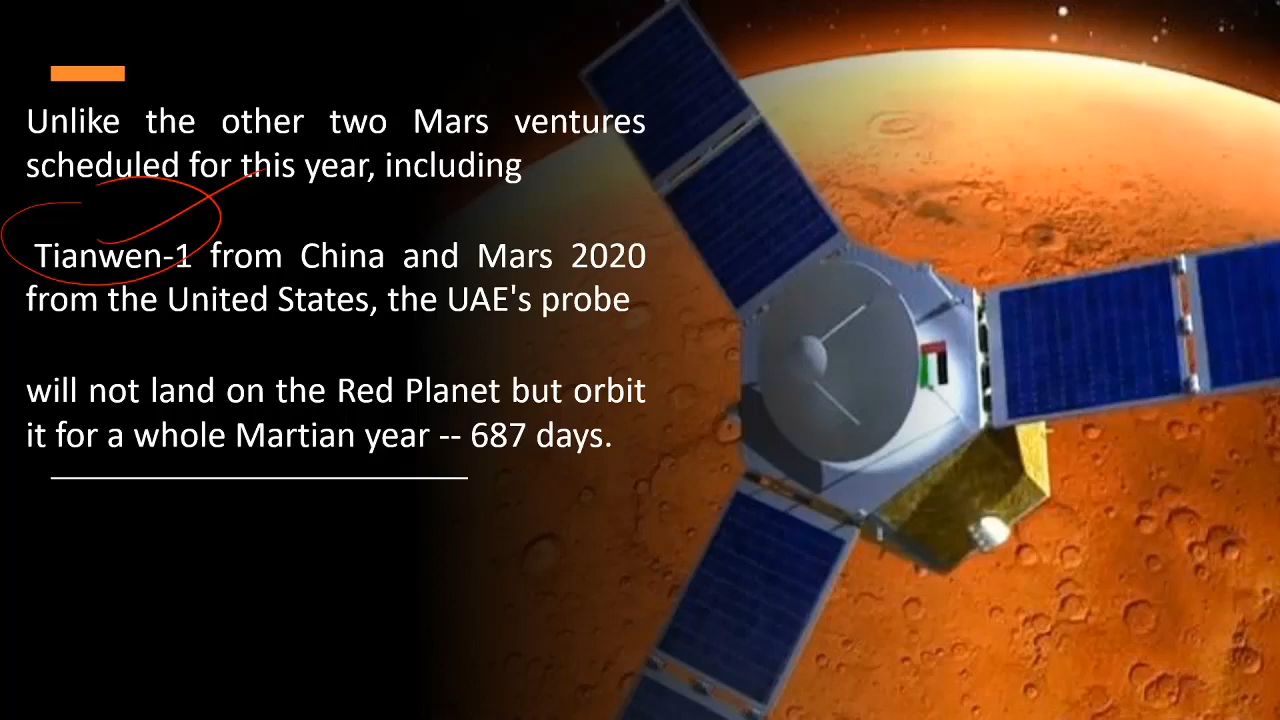 Unlike the other two Mars ventures
scheduled for this year, including
Tianwen-1 from China and Mars 2020
from the United States, the UAE's probe
will not land on the Red Planet but orbit
it for a whole Martian year -- 687 days.